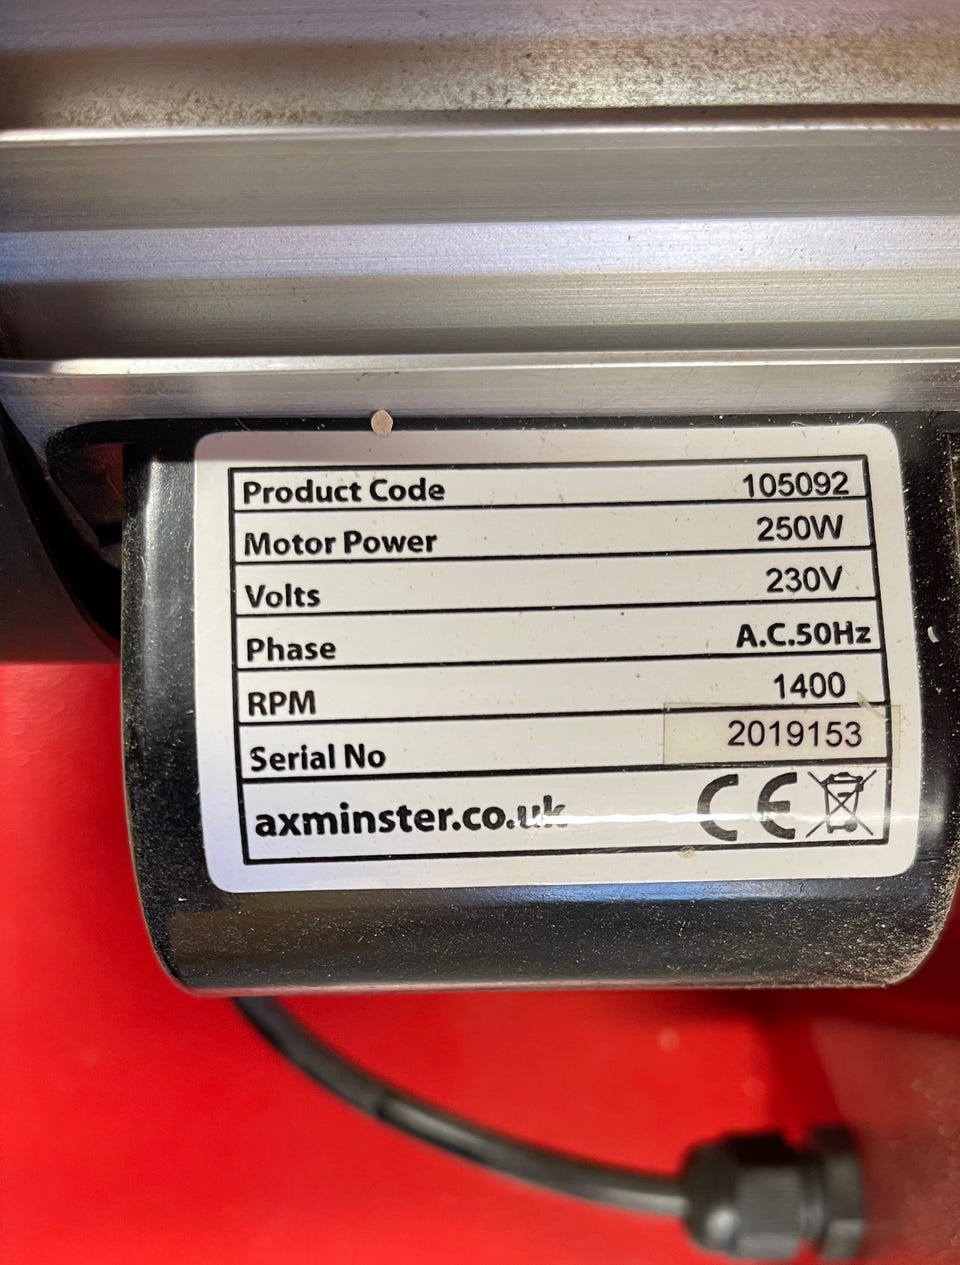 Product Code 105092
Motor Power 250W
Volts 230V
Phase A.C.50Hz
RPM 1400
Serial No 2019153
axminster.co.uk CE